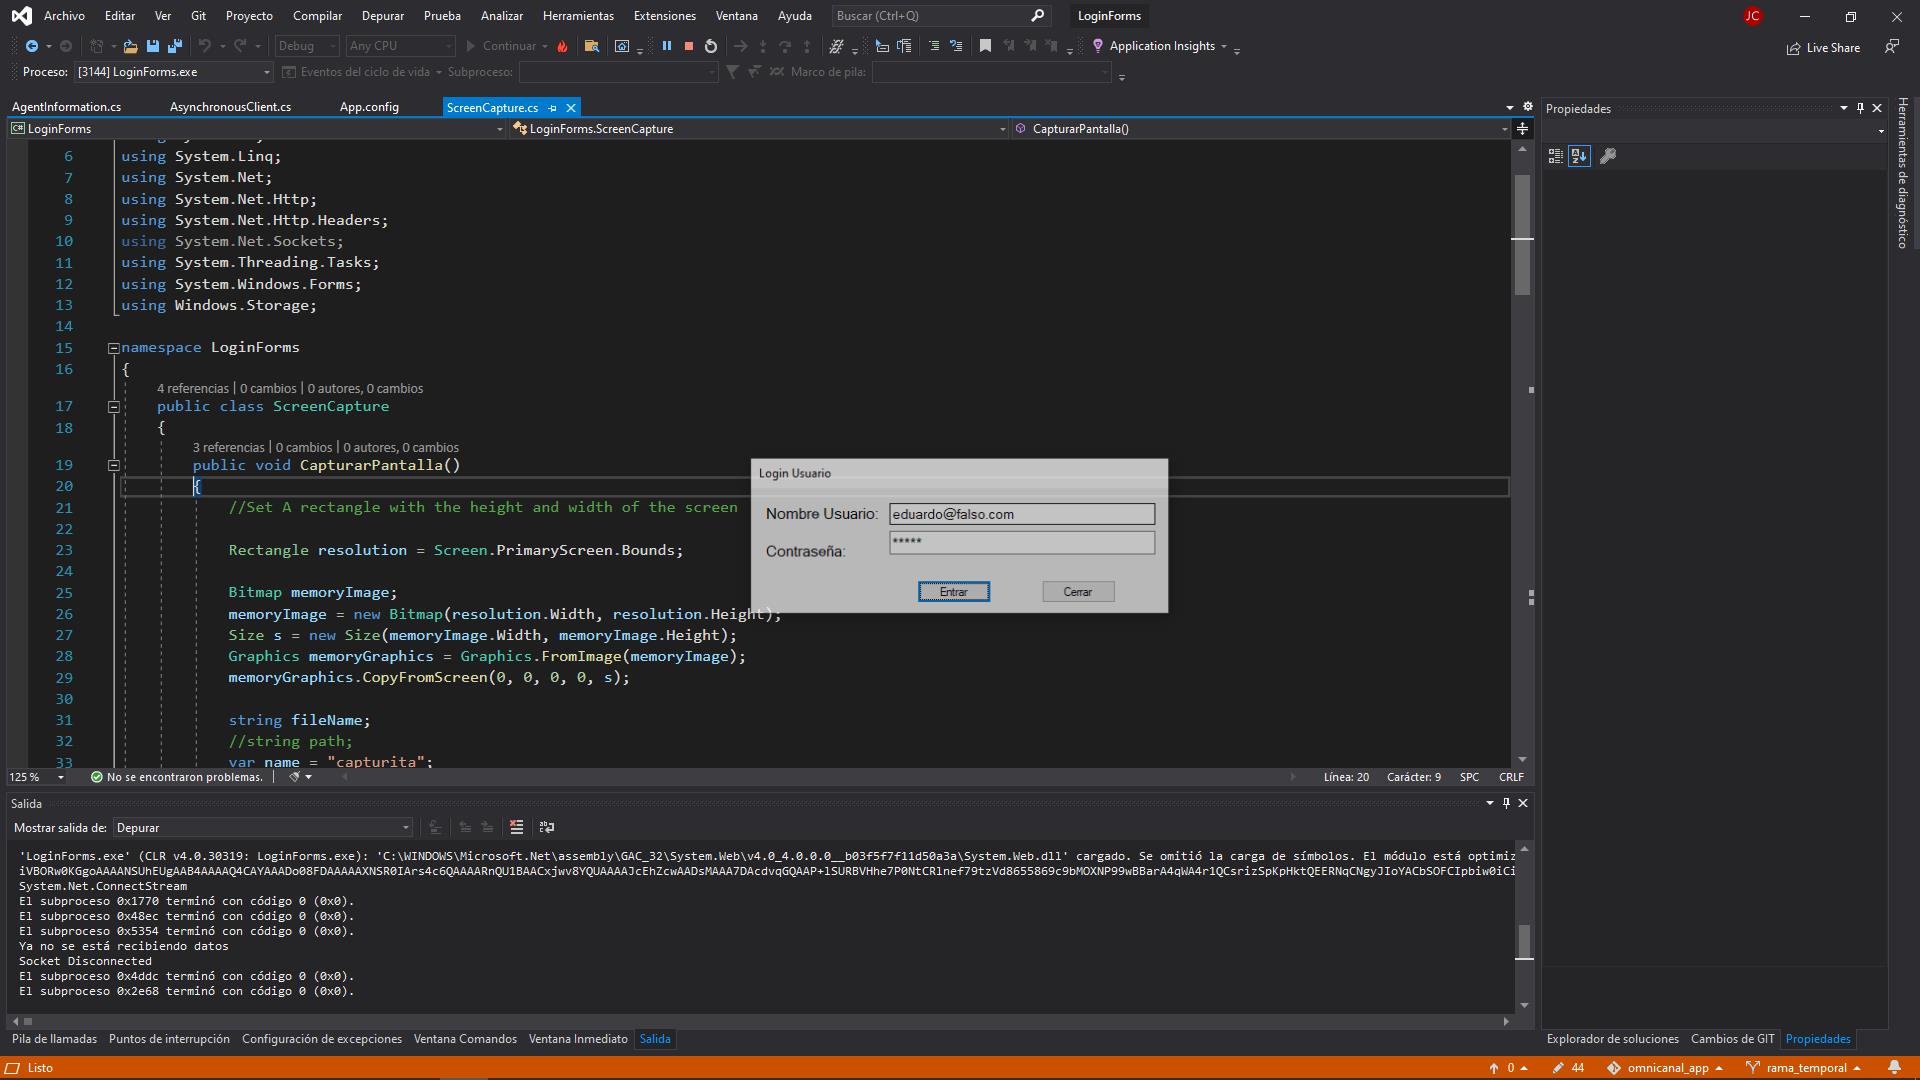 Archivo Editar Ver Git Proyecto Compilar Depurar Prueba Analizar Herramientas Extensiones Ventana Ayuda Buscar (Ctrl+Q) LoginForms JC
Debug Any CPU Continuar Application Insights Live Share
Proceso: [3144] LoginForms.exe Eventos del ciclo de vida Subproceso: Marco de pila:
AgentInformation.cs AsynchronousClient.cs App.config ScreenCapture.cs
LoginForms LoginForms.ScreenCapture CapturarPantalla()
6 using System.Linq;
7 using System.Net;
8 using System.Net.Http;
9 using System.Net.Http.Headers;
10 using System.Net.Sockets;
11 using System.Threading.Tasks;
12 using System.Windows.Forms;
13 using Windows.Storage;
14
15 namespace LoginForms
16 {
4 referencias | 0 cambios | 0 autores, 0 cambios
17 public class ScreenCapture
18 {
3 referencias | 0 cambios | 0 autores, 0 cambios
19 public void CapturarPantalla()
20 {
21 //Set A rectangle with the height and width of the screen
22
23 Rectangle resolution = Screen.PrimaryScreen.Bounds;
24
25 Bitmap memoryImage;
26 memoryImage = new Bitmap(resolution.Width, resolution.Height);
27 Size s = new Size(memoryImage.Width, memoryImage.Height);
28 Graphics memoryGraphics = Graphics.FromImage(memoryImage);
29 memoryGraphics.CopyFromScreen(0, 0, 0, 0, s);
30
31 string fileName;
32 //string path;
33 var name = "capturita";
Login Usuario
Nombre Usuario: eduardo@falso.com
Contraseña: *****
Entrar Cerrar
125 % No se encontraron problemas. Línea: 20 Carácter: 9 SPC CRLF
Salida
Mostrar salida de: Depurar
'LoginForms.exe' (CLR v4.0.30319: LoginForms.exe): 'C:\WINDOWS\Microsoft.Net\assembly\GAC_32\System.Web\v4.0_4.0.0.0__b03f5f7f11d50a3a\System.Web.dll' cargado. Se omitió la carga de símbolos. El módulo está optimiz
System.Net.ConnectStream
El subproceso 0x1770 terminó con código 0 (0x0).
El subproceso 0x48ec terminó con código 0 (0x0).
El subproceso 0x5354 terminó con código 0 (0x0).
Ya no se está recibiendo datos
Socket Disconnected
El subproceso 0x4ddc terminó con código 0 (0x0).
El subproceso 0x2e68 terminó con código 0 (0x0).
Pila de llamadas Puntos de interrupción Configuración de excepciones Ventana Comandos Ventana Inmediato Salida
Propiedades
Herramientas de diagnóstico
Explorador de soluciones Cambios de GIT Propiedades
Listo 0 44 omnicanal_app rama_temporal